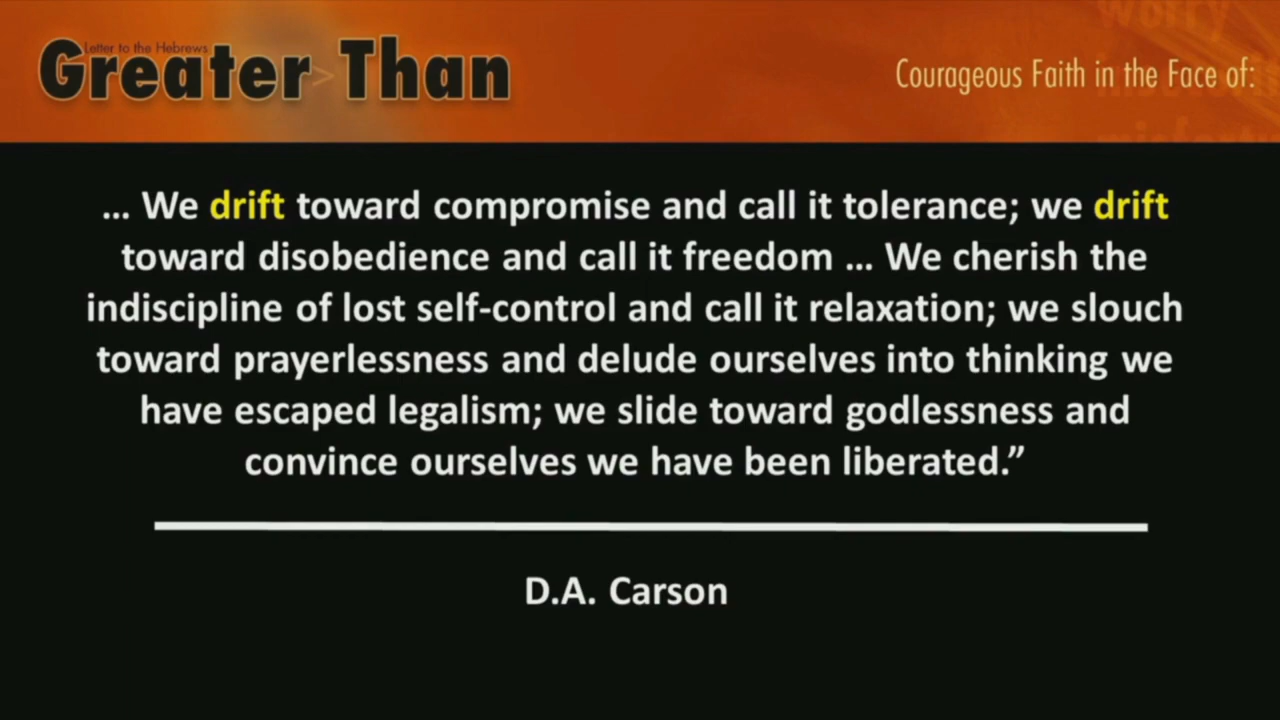 Letter to the Hebrews
Greater > Than
Courageous Faith in the Face of:
worry
... We drift toward compromise and call it tolerance; we drift
toward disobedience and call it freedom ... We cherish the
indiscipline of lost self-control and call it relaxation; we slouch
toward prayerlessness and delude ourselves into thinking we
have escaped legalism; we slide toward godlessness and
convince ourselves we have been liberated.”
D.A. Carson